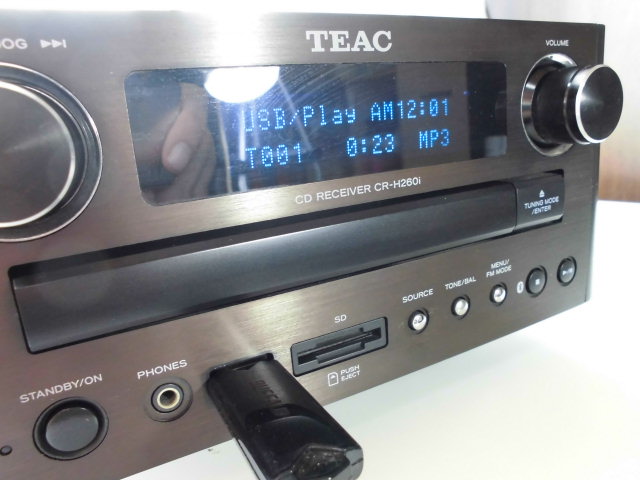 OG ▶▶I
TEAC
VOLUME
USB/Play AM12:01
T001 0:23 MP3
CD RECEIVER CR-H260i
TUNING MODE
/ENTER
SOURCE
TONE/BAL
MENU/
FM MODE
SD
PUSH
EJECT
PHONES
STANDBY/ON